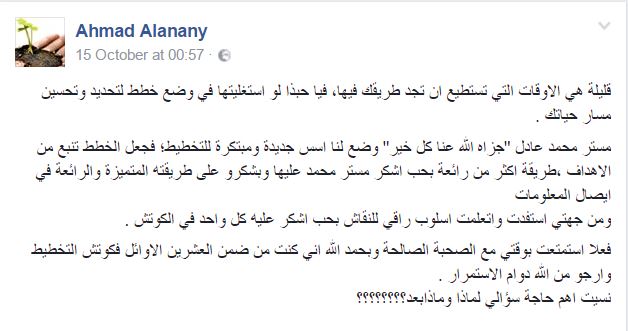 Ahmad Alanany
15 October at 00:57 ·
قليلة هي الاوقات التي تستطيع ان تجد طريقك فيها، فيا حبذا لو استغليتها في وضع خطط لتحديد وتحسين
مسار حياتك .
مستر محمد عادل "جزاه الله عنا كل خير" وضع لنا اسس جديدة ومبتكرة للتخطيط؛ فجعل الخطط تنبع من
الاهداف ،طريقة اكثر من رائعة بحب اشكر مستر محمد عليها وبشكرو على طريقته المتميزة والرائعة في
ايصال المعلومات
ومن جهتي استفدت واتعلمت اسلوب راقي للنقاش بحب اشكر عليه كل واحد في الكوتش .
فعلا استمتعت بوقتي مع الصحبة الصالحة وبحمد الله اني كنت من ضمن العشرين الاوائل فكوتش التخطيط
وارجو من الله دوام الاستمرار .
نسيت اهم حاجة سؤالي لماذا وماذابعد؟؟؟؟؟؟؟؟؟